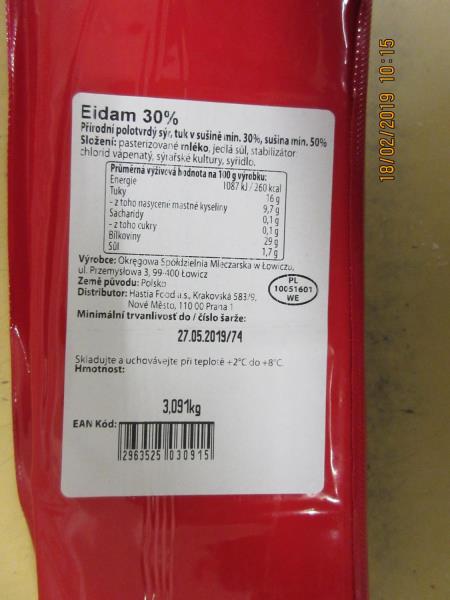 Eidam 30%
Přírodní polotvrdý sýr, tuk v sušině min. 30%, sušina min. 50%
Složení: pasterizované mléko, jedlá sůl, stabilizátor
chlorid vápenatý, sýrařské kultury, syřidlo.
Průměrná výživová hodnota na 100 g výrobku:
Energie 1087 kJ / 260 kcal
Tuky 16 g
- z toho nasycené mastné kyseliny 9,7 g
Sacharidy 0,1 g
- z toho cukry 0,1 g
Bílkoviny 29 g
Sůl 1,7 g
Výrobce: Okręgowa Spółdzielnia Mleczarska w Łowiczu,
ul. Przemysłowa 3, 99-400 Łowicz
Země původu: Polsko
Distributor: Hastia Food a.s., Krakovská 583/9,
Nové Město, 110 00 Praha 1
PL
10051601
WE
Minimální trvanlivost do / číslo šarže:
27.05.2019/74
Skladujte a uchovávejte při teplotě +2°C do +8°C.
Hmotnost:
3,091kg
EAN Kód:
2963525 030915
18/02/2019 10:15